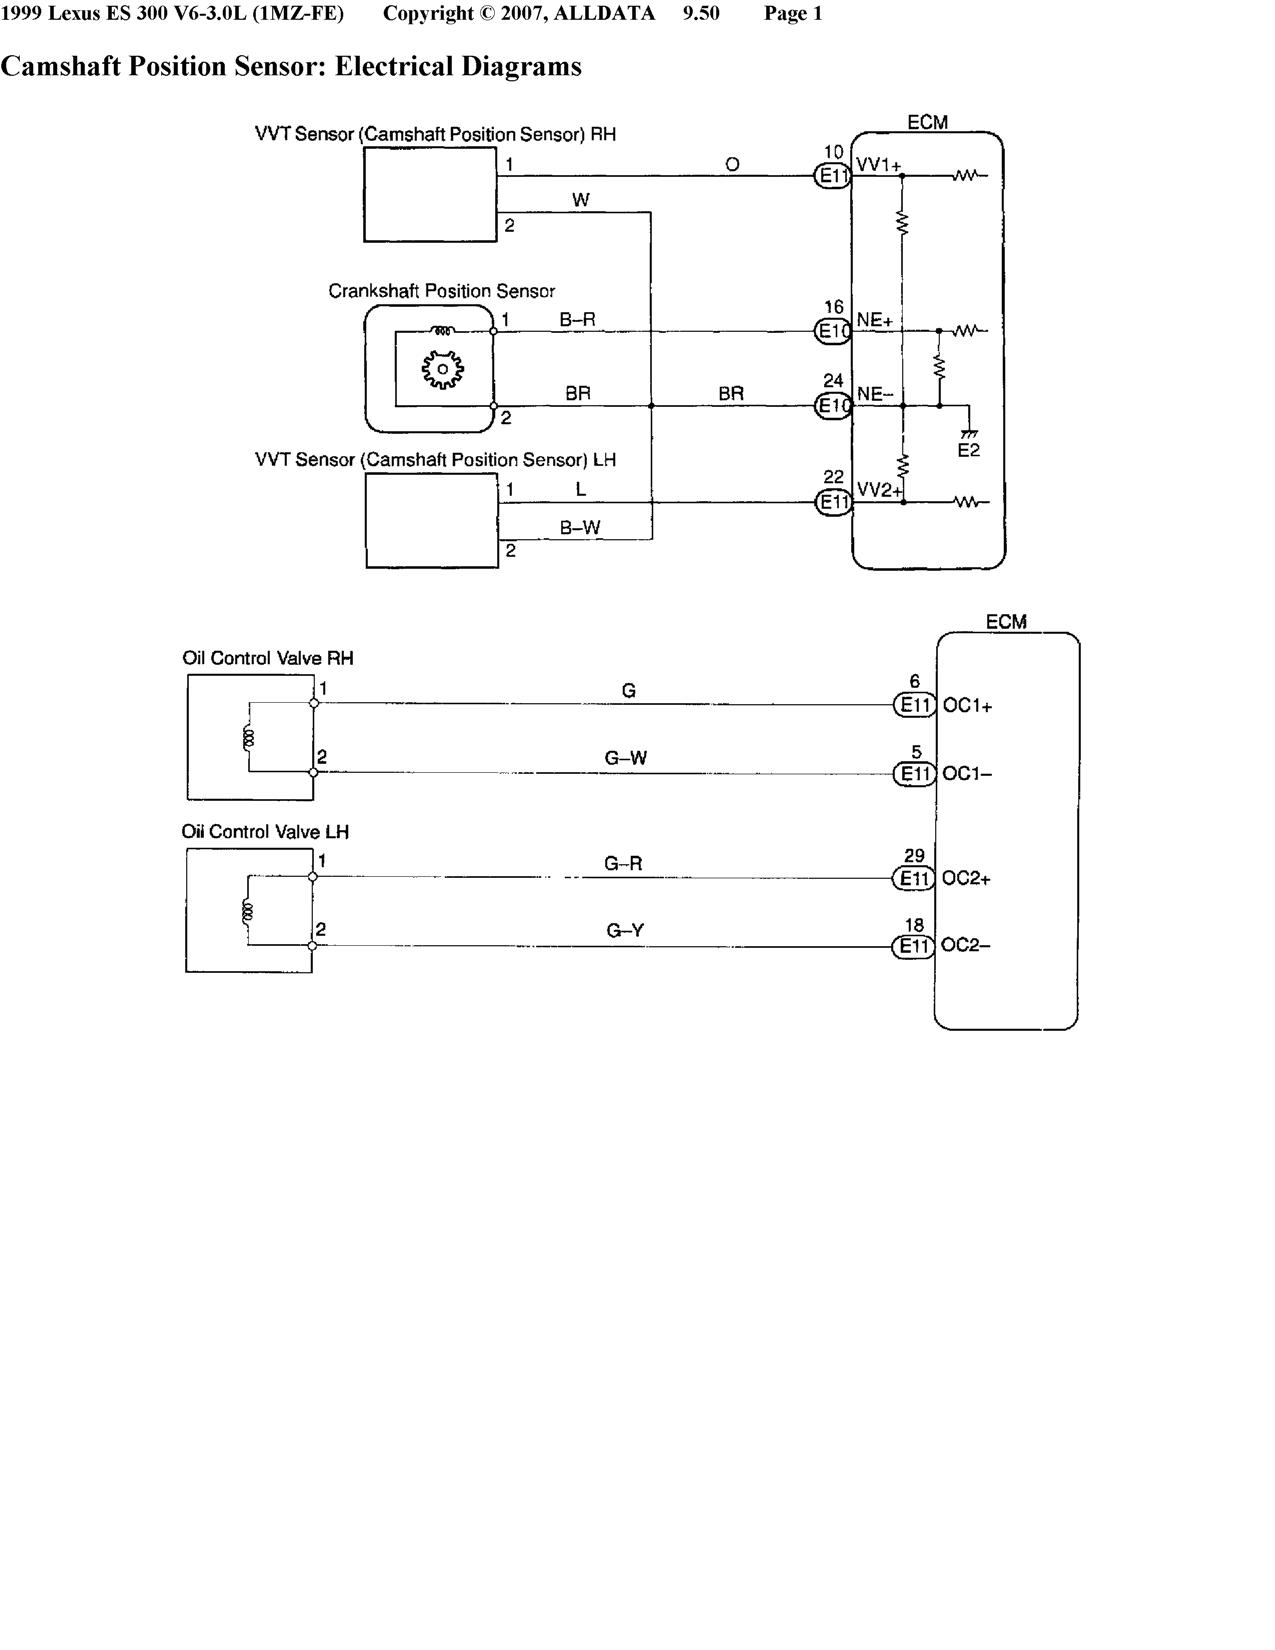 1999 Lexus ES 300 V6-3.0L (1MZ-FE) Copyright © 2007, ALLDATA 9.50 Page 1
Camshaft Position Sensor: Electrical Diagrams
ECM
VVT Sensor (Camshaft Position Sensor) RH
1
O
10
E11
VV1+
W
2
Crankshaft Position Sensor
1
B–R
16
E10
NE+
BR
BR
24
E10
NE–
2
E2
VVT Sensor (Camshaft Position Sensor) LH
1
L
22
E11
VV2+
B–W
2
ECM
Oil Control Valve RH
1
G
6
E11
OC1+
2
G–W
5
E11
OC1–
Oil Control Valve LH
1
G–R
29
E11
OC2+
2
G–Y
18
E11
OC2–